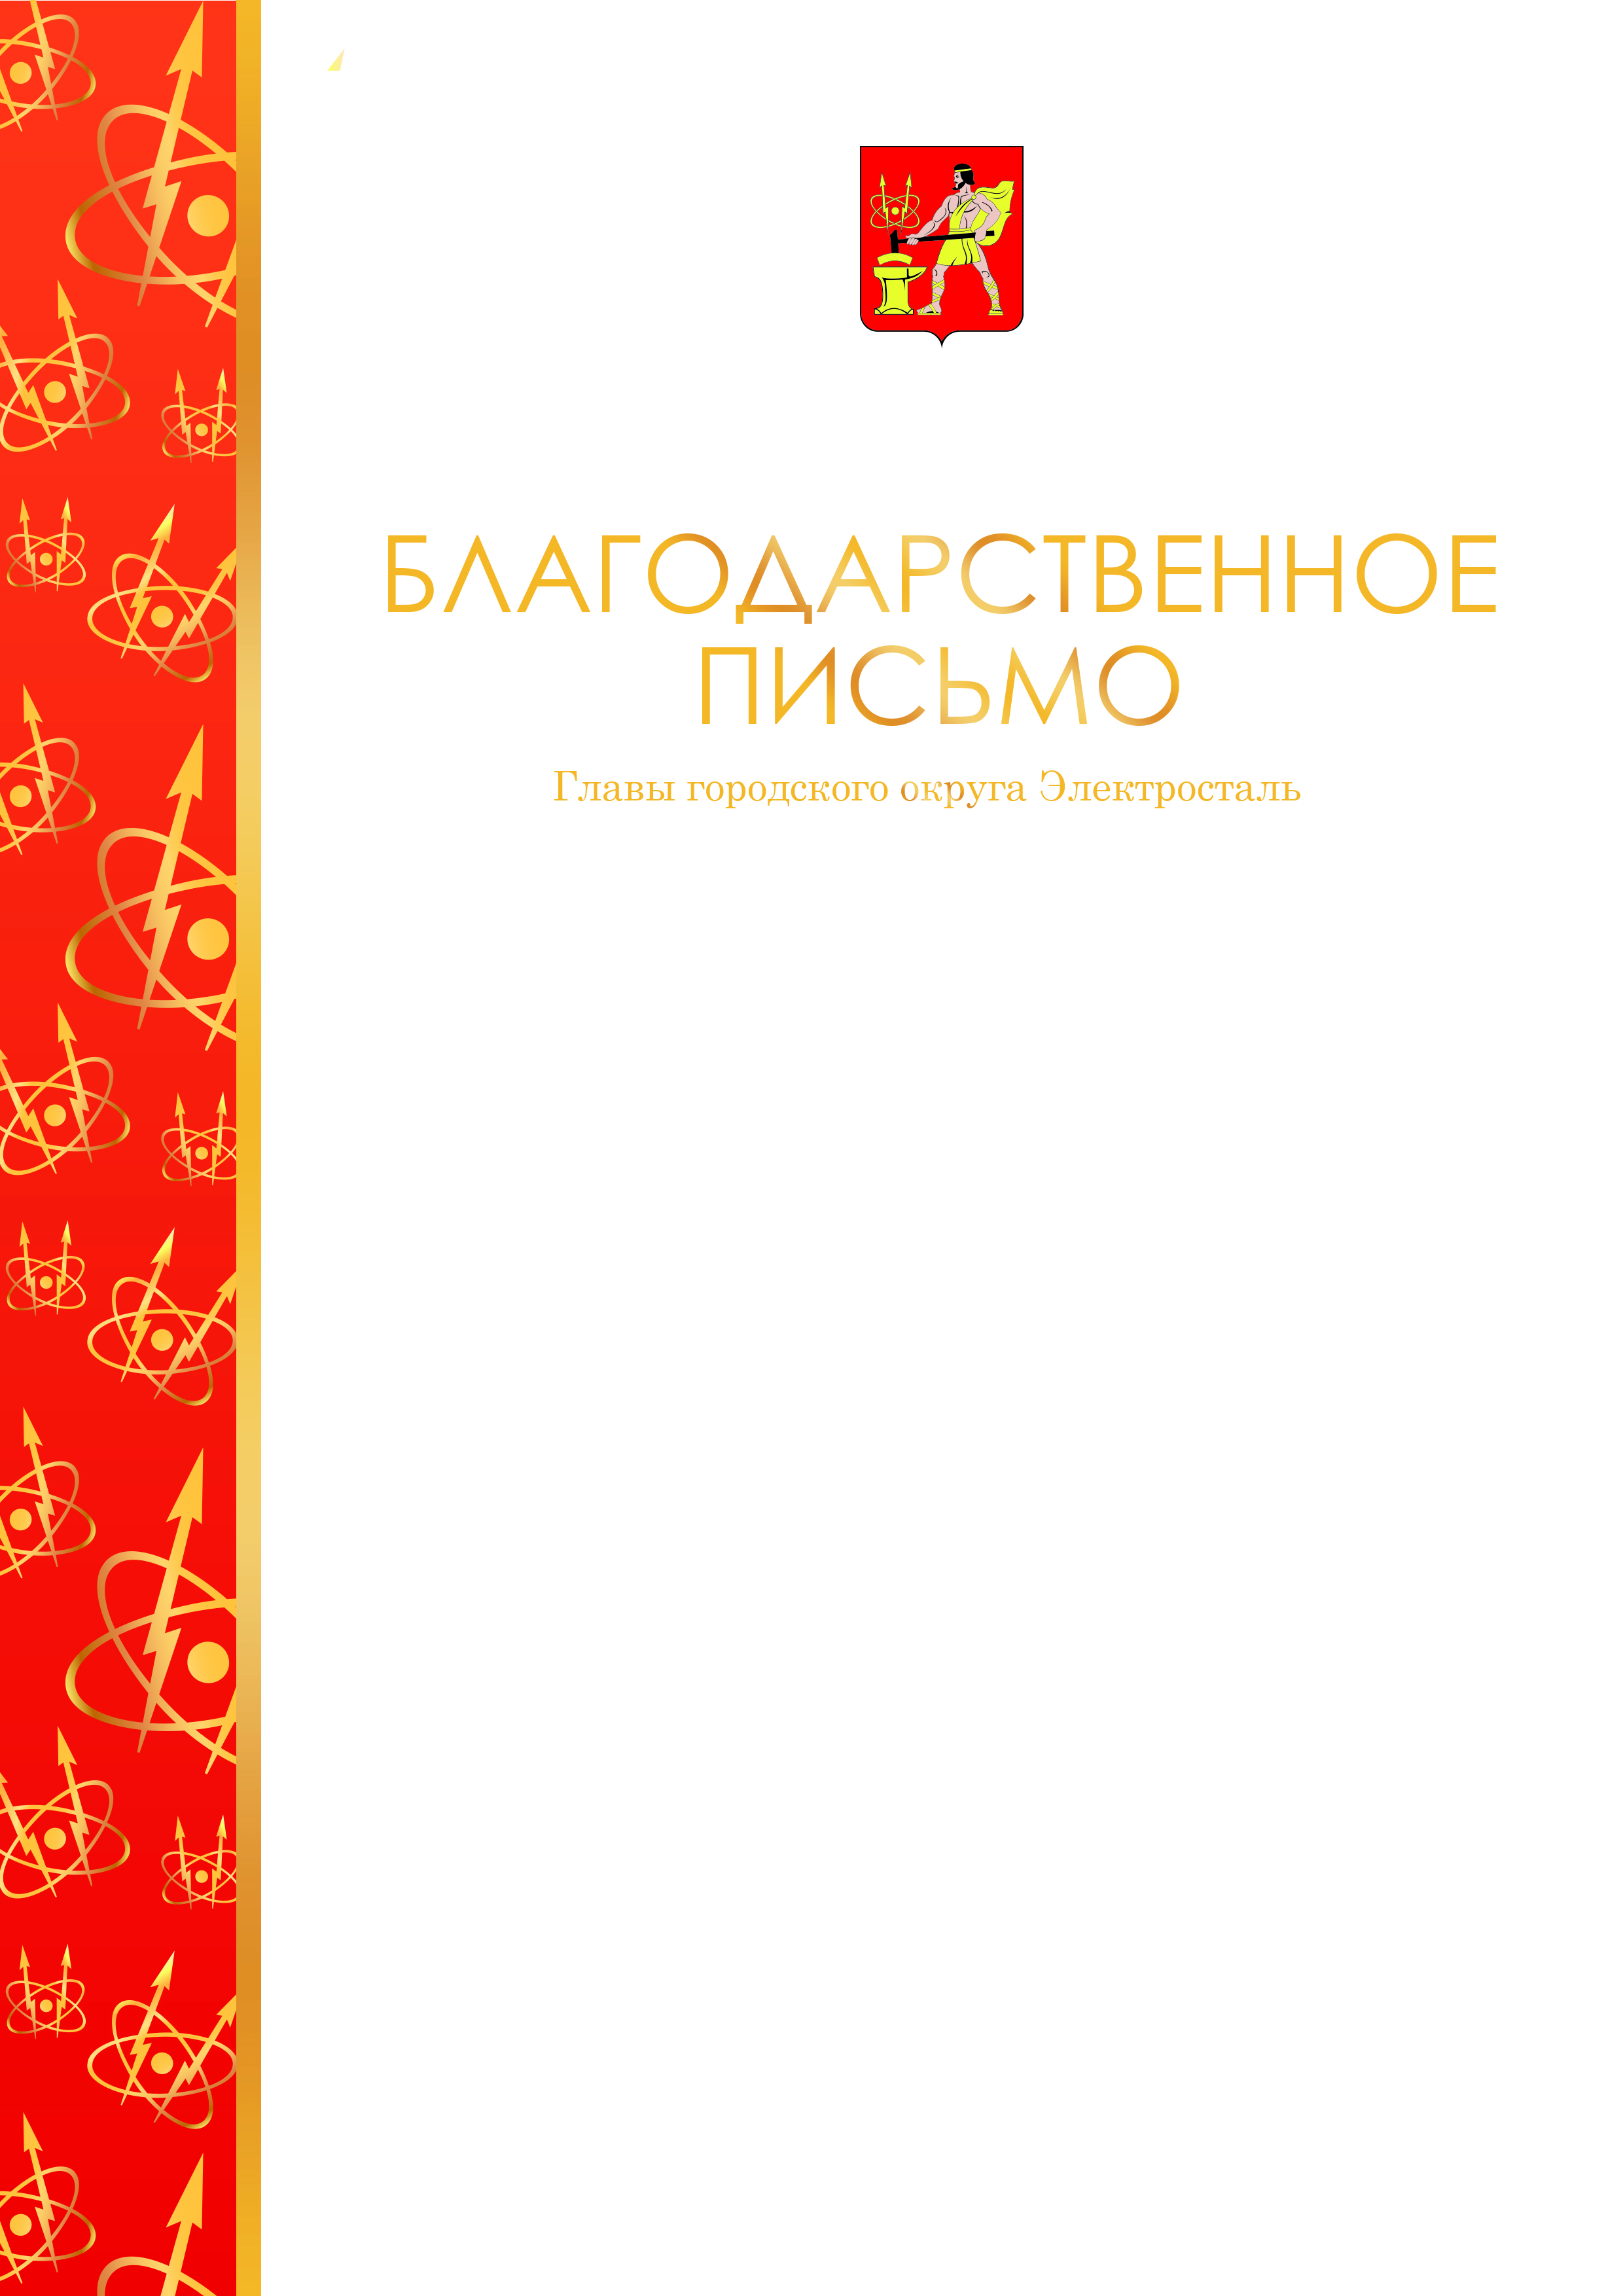 БЛАГОДАРСТВЕННОЕ
ПИСЬМО
Главы городского округа Электросталь